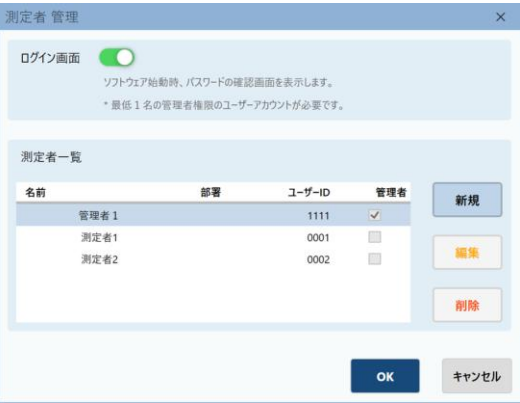 測定者 管理
ログイン画面
ソフトウェア始動時、パスワードの確認画面を表示します。
* 最低 1 名の管理者権限のユーザーアカウントが必要です。
測定者一覧
名前 部署 ユーザーID 管理者
管理者 1 1111
測定者1 0001
測定者2 0002
新規
編集
削除
OK キャンセル